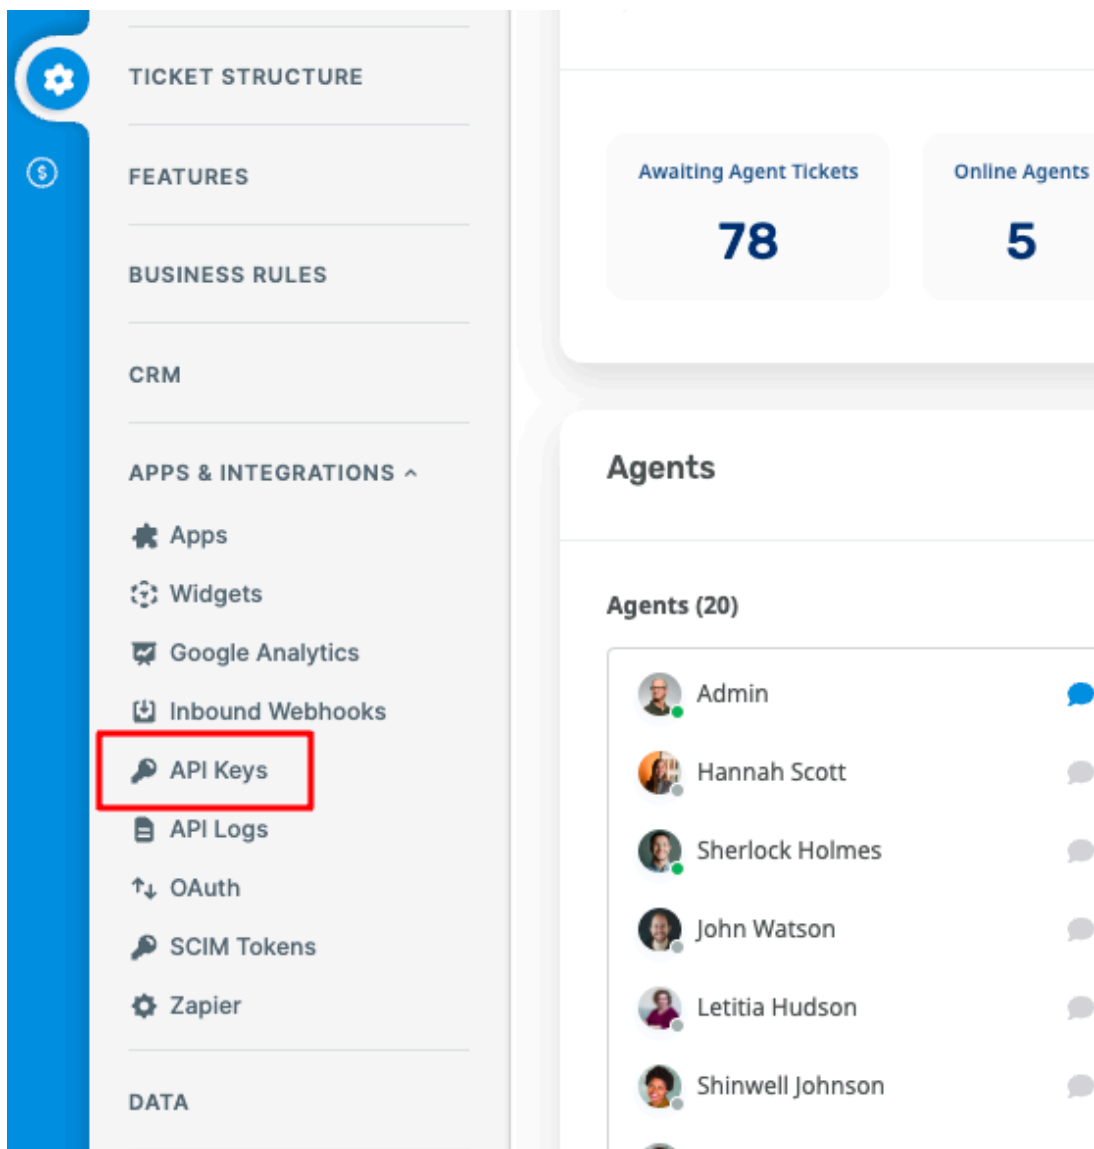 TICKET STRUCTURE
FEATURES
BUSINESS RULES
CRM
APPS & INTEGRATIONS
Apps
Widgets
Google Analytics
Inbound Webhooks
API Keys
API Logs
OAuth
SCIM Tokens
Zapier
DATA
Awaiting Agent Tickets
78
Online Agents
5
Agents
Agents (20)
Admin
Hannah Scott
Sherlock Holmes
John Watson
Letitia Hudson
Shinwell Johnson